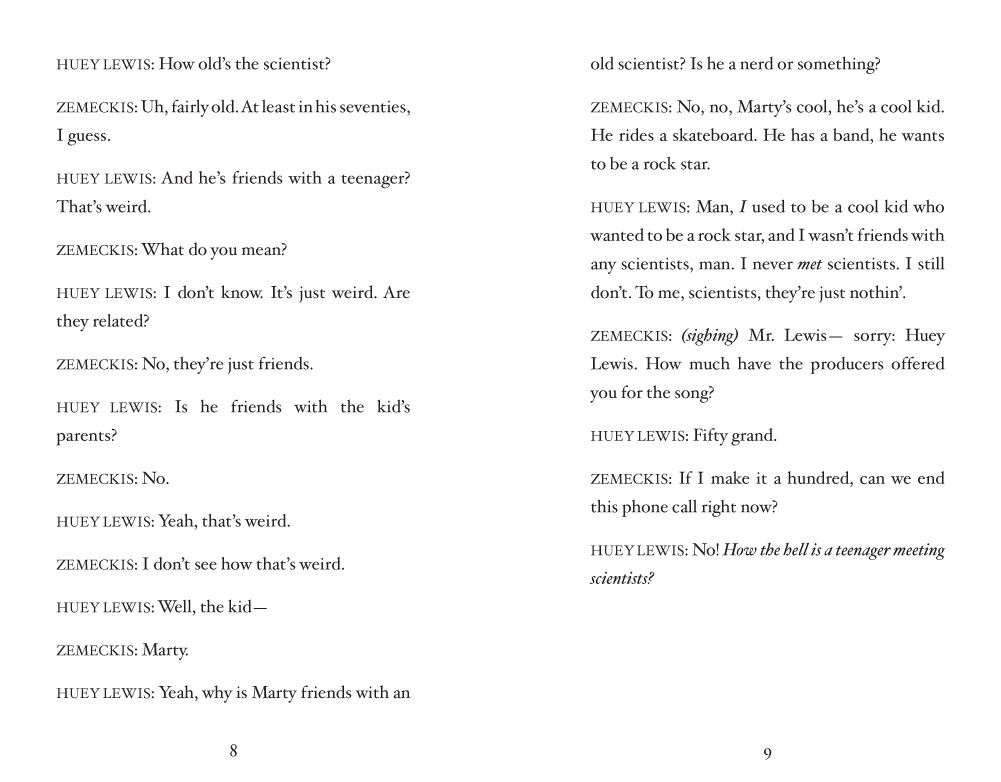 HUEY LEWIS: How old's the scientist?
ZEMECKIS: Uh, fairly old. At least in his seventies,
I guess.
HUEY LEWIS: And he's friends with a teenager?
That's weird.
ZEMECKIS: What do you mean?
HUEY LEWIS: I don't know. It's just weird. Are
they related?
ZEMECKIS: No, they're just friends.
HUEY LEWIS: Is he friends with the kid's
parents?
ZEMECKIS: No.
HUEY LEWIS: Yeah, that's weird.
ZEMECKIS: I don't see how that's weird.
HUEY LEWIS: Well, the kid—
ZEMECKIS: Marty.
HUEY LEWIS: Yeah, why is Marty friends with an
8
old scientist? Is he a nerd or something?
ZEMECKIS: No, no, Marty's cool, he's a cool kid.
He rides a skateboard. He has a band, he wants
to be a rock star.
HUEY LEWIS: Man, I used to be a cool kid who
wanted to be a rock star, and I wasn't friends with
any scientists, man. I never met scientists. I still
don't. To me, scientists, they're just nothin'.
ZEMECKIS: (sighing) Mr. Lewis— sorry: Huey
Lewis. How much have the producers offered
you for the song?
HUEY LEWIS: Fifty grand.
ZEMECKIS: If I make it a hundred, can we end
this phone call right now?
HUEY LEWIS: No! How the hell is a teenager meeting
scientists?
9